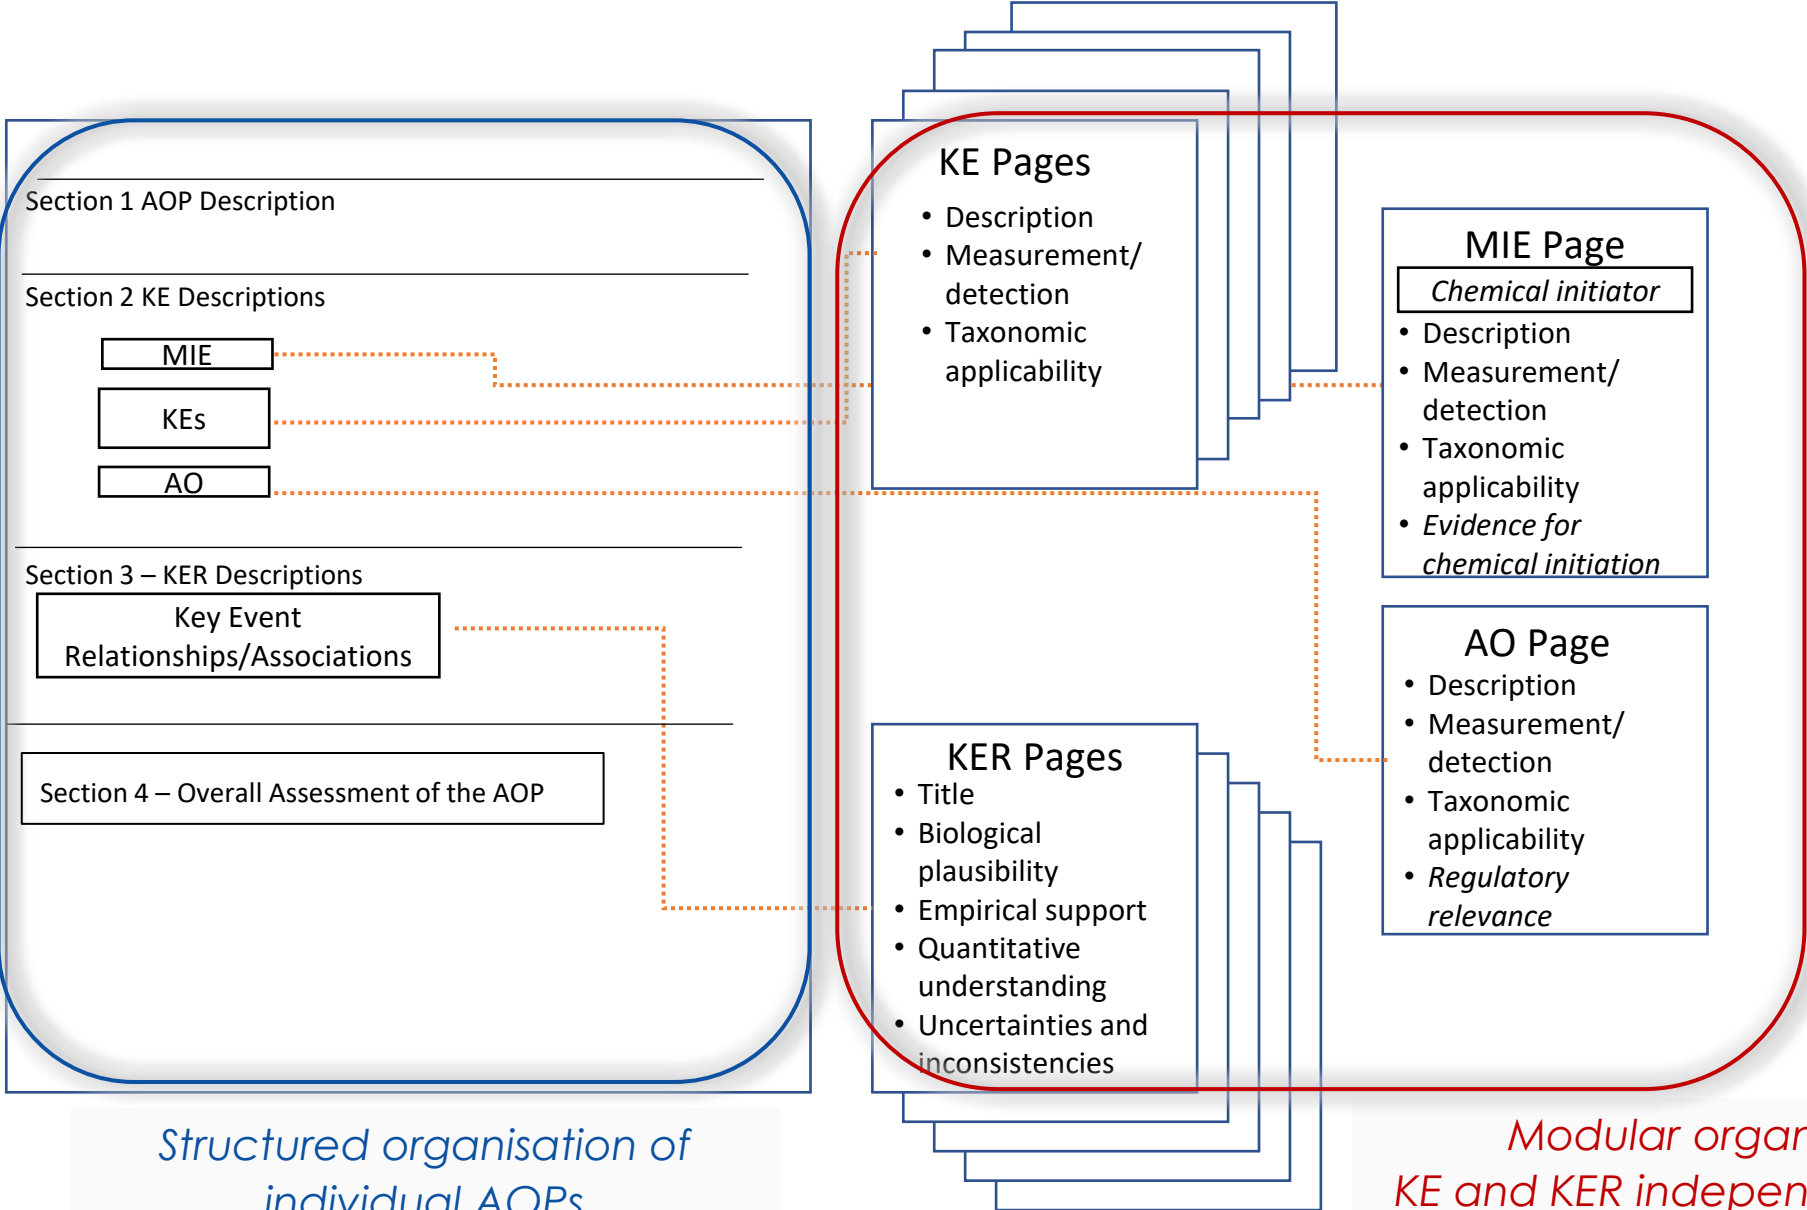 Section 1 AOP Description
Section 2 KE Descriptions
MIE
KEs
AO
Section 3 – KER Descriptions
Key Event
Relationships/Associations
Section 4 – Overall Assessment of the AOP
Structured organisation of
individual AOPs
KE Pages
• Description
• Measurement/
detection
• Taxonomic
applicability
MIE Page
Chemical initiator
• Description
• Measurement/
detection
• Taxonomic
applicability
• Evidence for
chemical initiation
AO Page
• Description
• Measurement/
detection
• Taxonomic
applicability
• Regulatory
relevance
KER Pages
• Title
• Biological
plausibility
• Empirical support
• Quantitative
understanding
• Uncertainties and
inconsistencies
Modular
KE and KER